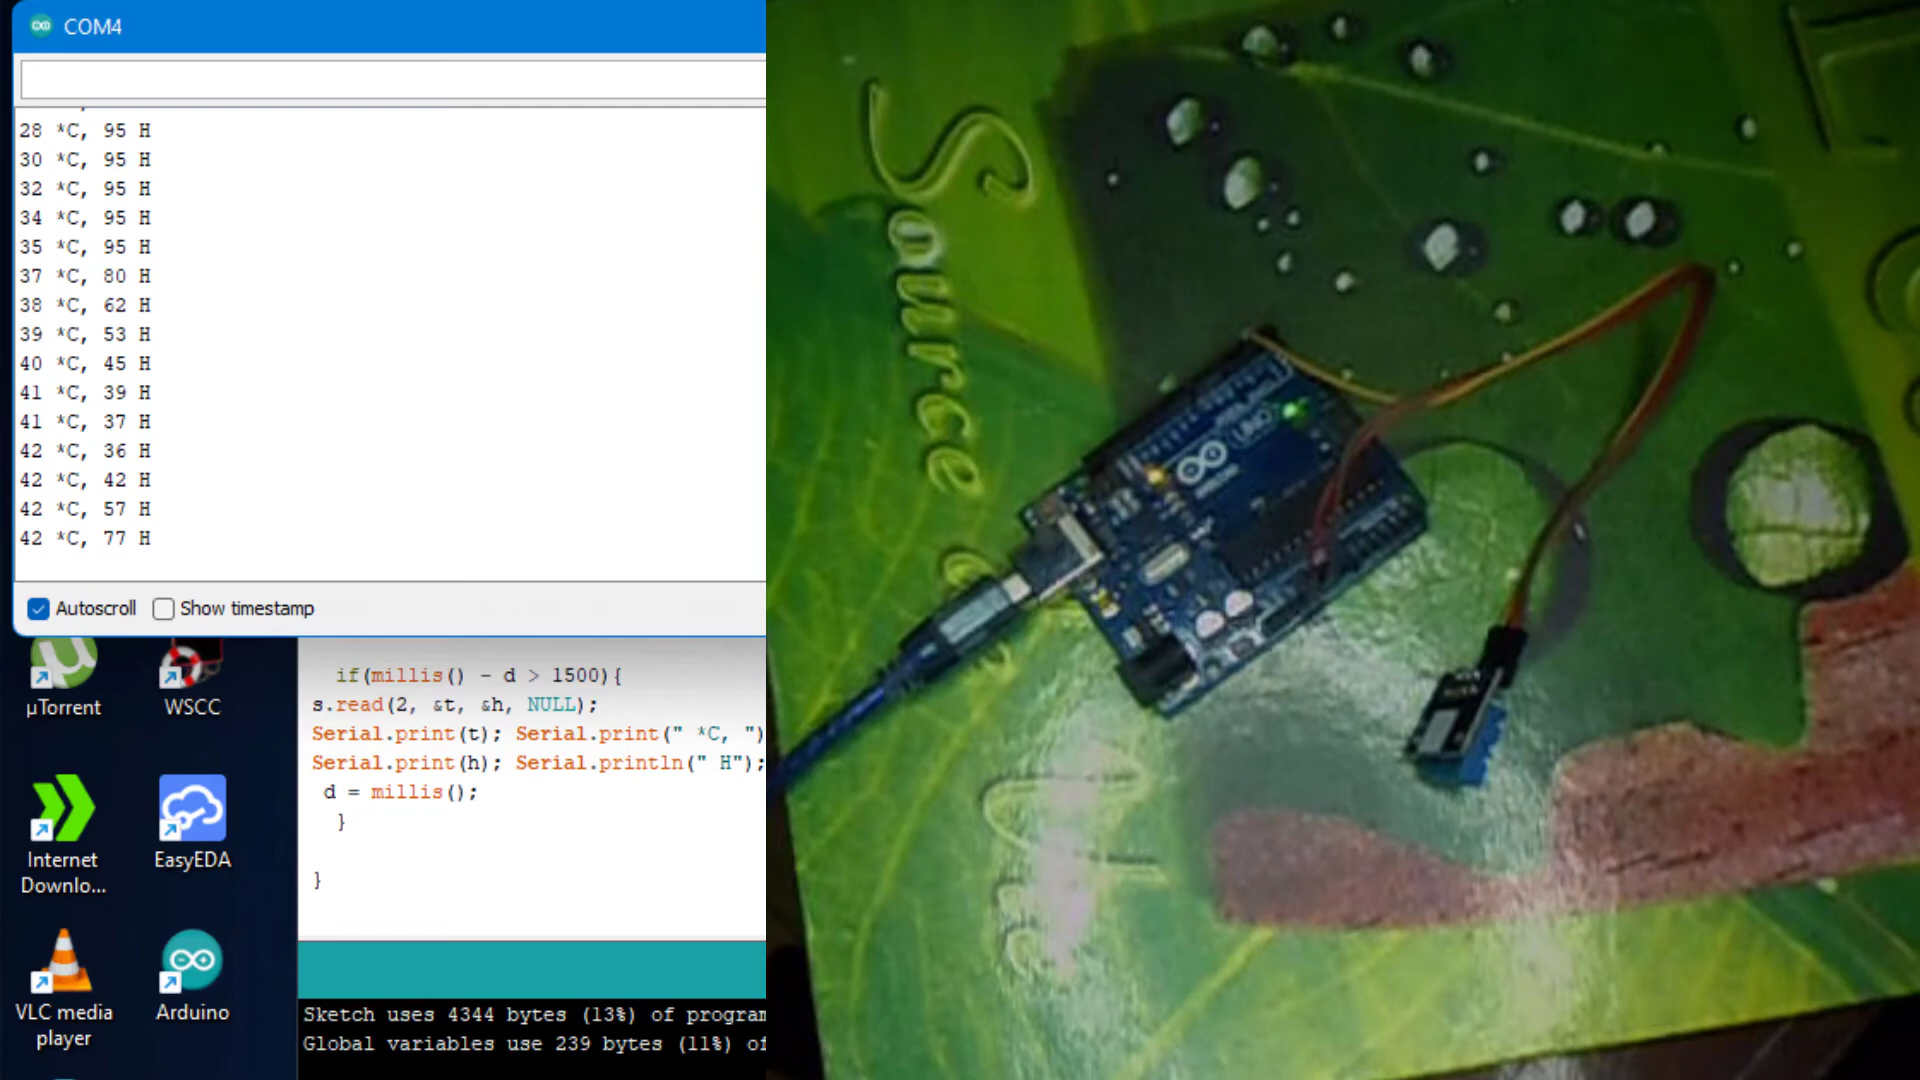 COM4
28 *C, 95 H
30 *C, 95 H
32 *C, 95 H
34 *C, 95 H
35 *C, 95 H
37 *C, 80 H
38 *C, 62 H
39 *C, 53 H
40 *C, 45 H
41 *C, 39 H
41 *C, 37 H
42 *C, 36 H
42 *C, 42 H
42 *C, 57 H
42 *C, 77 H
Autoscroll
Show timestamp
µTorrent
WSCC
Internet
Downlo...
EasyEDA
VLC media
player
Arduino
if(millis() - d > 1500){
s.read(2, &t, &h, NULL);
Serial.print(t); Serial.print(" *C, ")
Serial.print(h); Serial.println(" H");
d = millis();
}
}
Sketch uses 4344 bytes (13%) of program
Global variables use 239 bytes (11%) of
Source
UNO